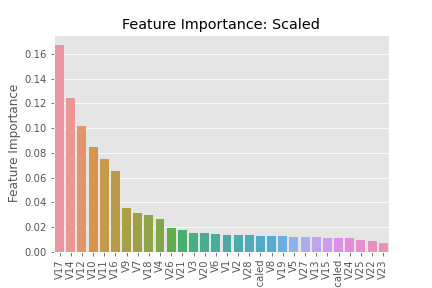 Feature Importance: Scaled
Feature Importance
0.16
0.14
0.12
0.10
0.08
0.06
0.04
0.02
0.00
V17
V14
V12
V10
V11
V16
V9
V7
V18
V4
V26
V21
V3
V20
V6
V1
V2
V28
caled
V8
V19
V5
V27
V13
V15
caled
V24
V25
V22
V23